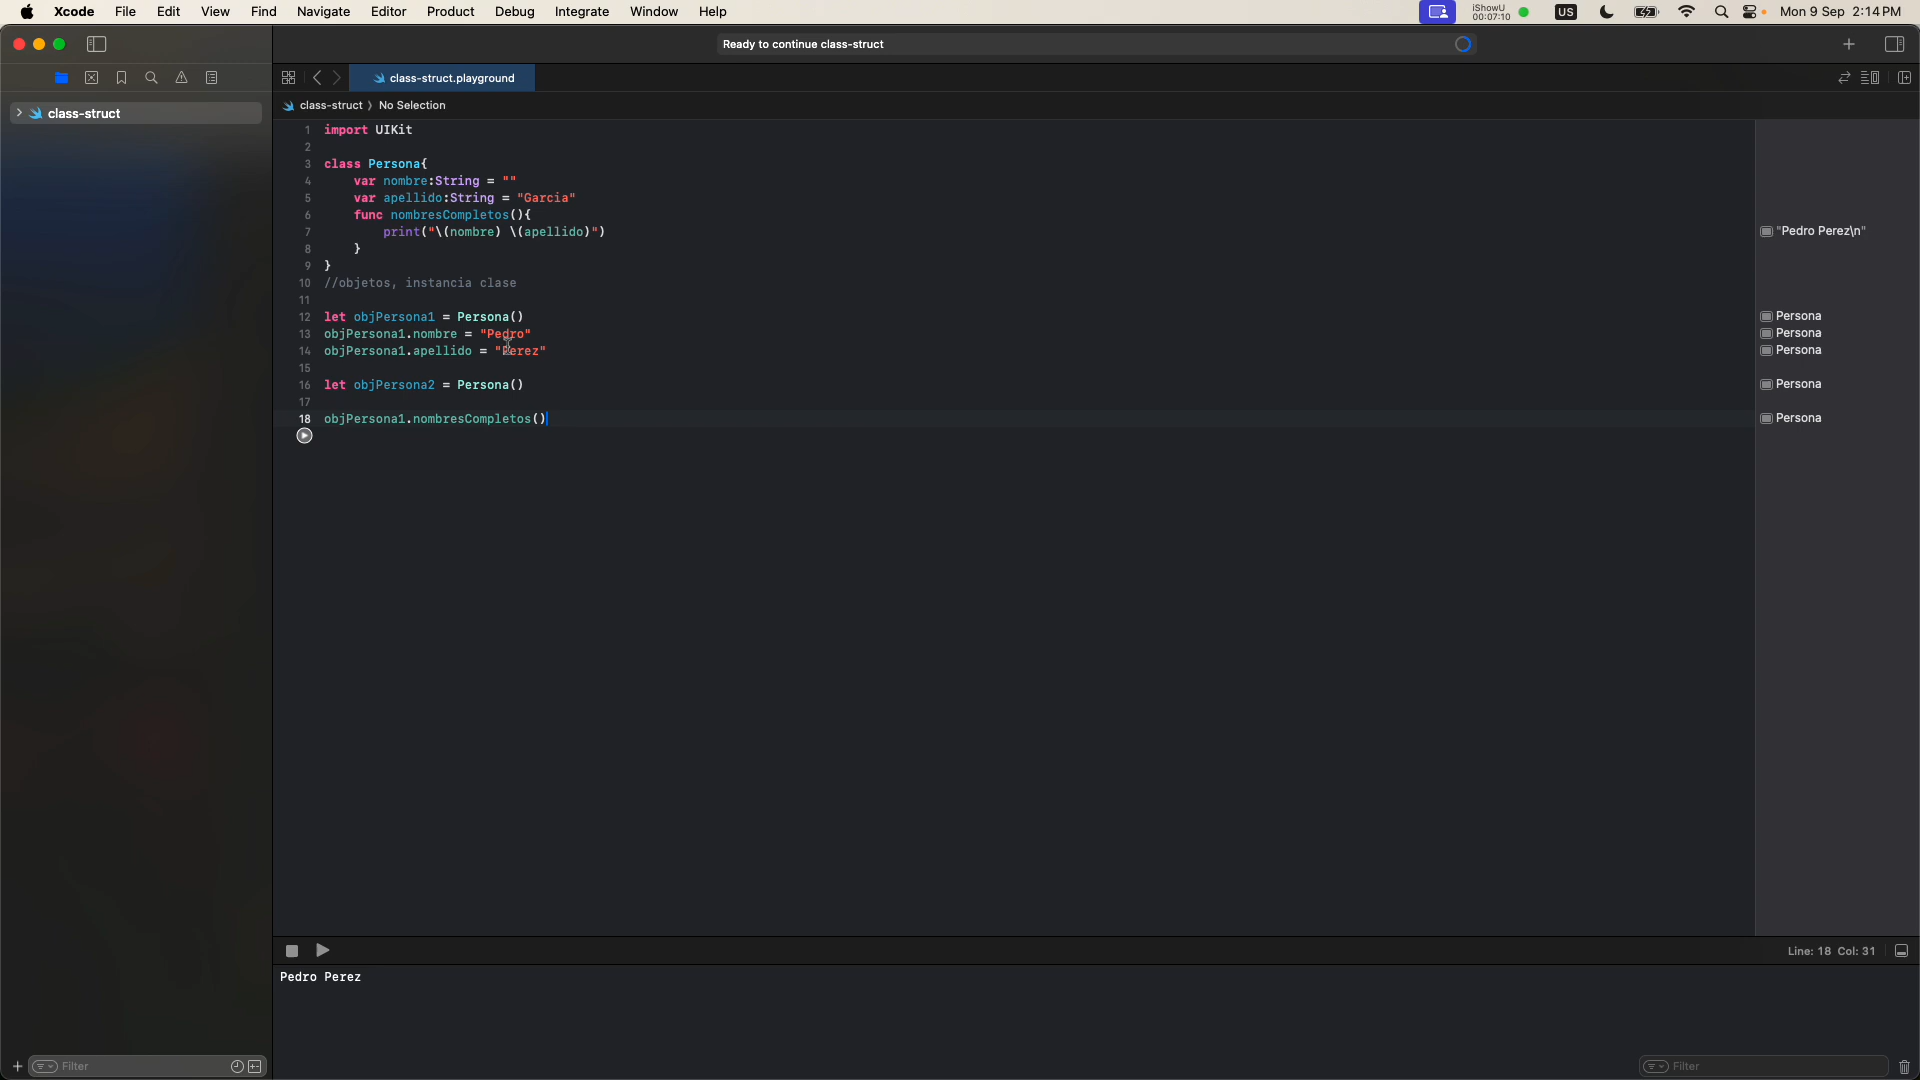 Xcode File Edit View Find Navigate Editor Product Debug Integrate Window Help iShowU 00:07:10 US Mon 9 Sep 2:14 PM
Ready to continue class-struct
class-struct.playground
class-struct
class-struct No Selection
1 import UIKit
2
3 class Persona{
4 var nombre:String = ""
5 var apellido:String = "Garcia"
6 func nombresCompletos(){
7 print("\(nombre) \(apellido)") "Pedro Perez\n"
8 }
9 }
10 //objetos, instancia clase
11
12 let objPersona1 = Persona() Persona
13 objPersona1.nombre = "Pedro" Persona
14 objPersona1.apellido = "Perez" Persona
15
16 let objPersona2 = Persona() Persona
17
18 objPersona1.nombresCompletos() Persona
Line: 18 Col: 31
Pedro Perez
Filter
Filter